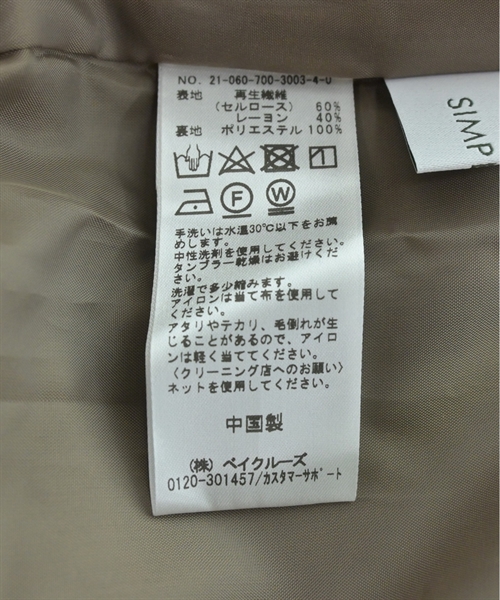 NO. 21-060-700-3003-4-0
表地 再生繊維
(セルロース) 60%
レーヨン 40%
裏地 ポリエステル 100%
F W
手洗いは水温30℃以下をお薦
めします。
中性洗剤を使用してください。
タンブラー乾燥はお避けくださ
い。
洗濯で多少縮みます。
アイロンは当て布を使用して
ください。
アタリやテカリ、毛倒れが生
じることがあるので、アイロ
ンは軽く当ててください。
〈クリーニング店へのお願い〉
ネットを使用してください。
中国製
(株) ベイクルーズ
0120-301457/カスタマーサポート
SIMP